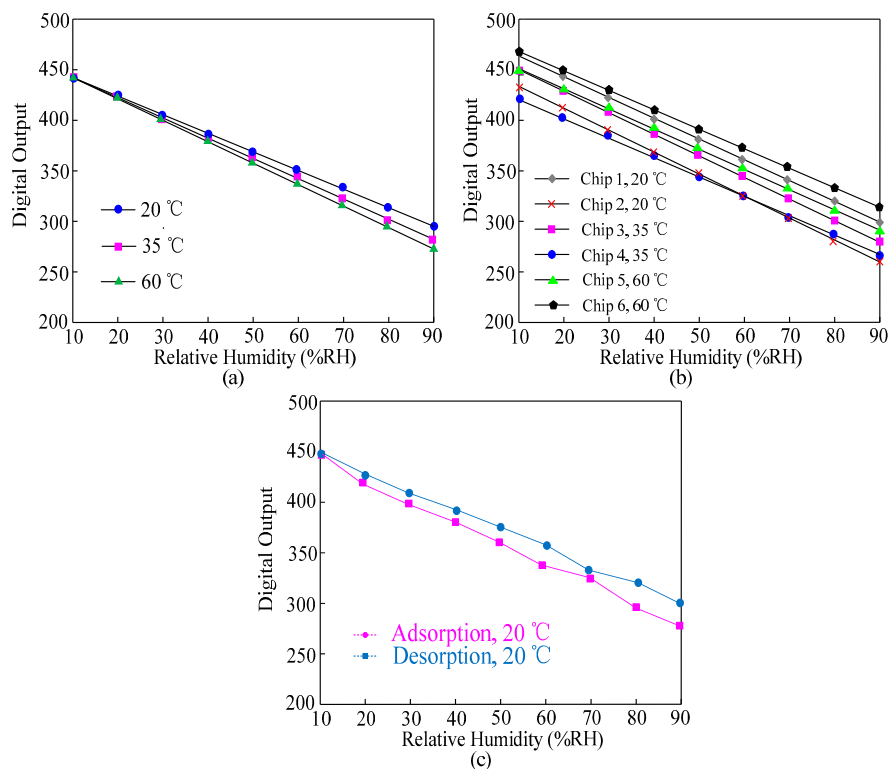 500
450
400
350
300
250
200
Digital Output
20 ℃
35 ℃
60 ℃
10 20 30 40 50 60 70 80 90
Relative Humidity (%RH)
(a)
500
450
400
350
300
250
200
Digital Output
Chip 1, 20 ℃
Chip 2, 20 ℃
Chip 3, 35 ℃
Chip 4, 35 ℃
Chip 5, 60 ℃
Chip 6, 60 ℃
10 20 30 40 50 60 70 80 90
Relative Humidity (%RH)
(b)
500
450
400
350
300
250
200
Digital Output
Adsorption, 20 ℃
Desorption, 20 ℃
10 20 30 40 50 60 70 80 90
Relative Humidity (%RH)
(c)